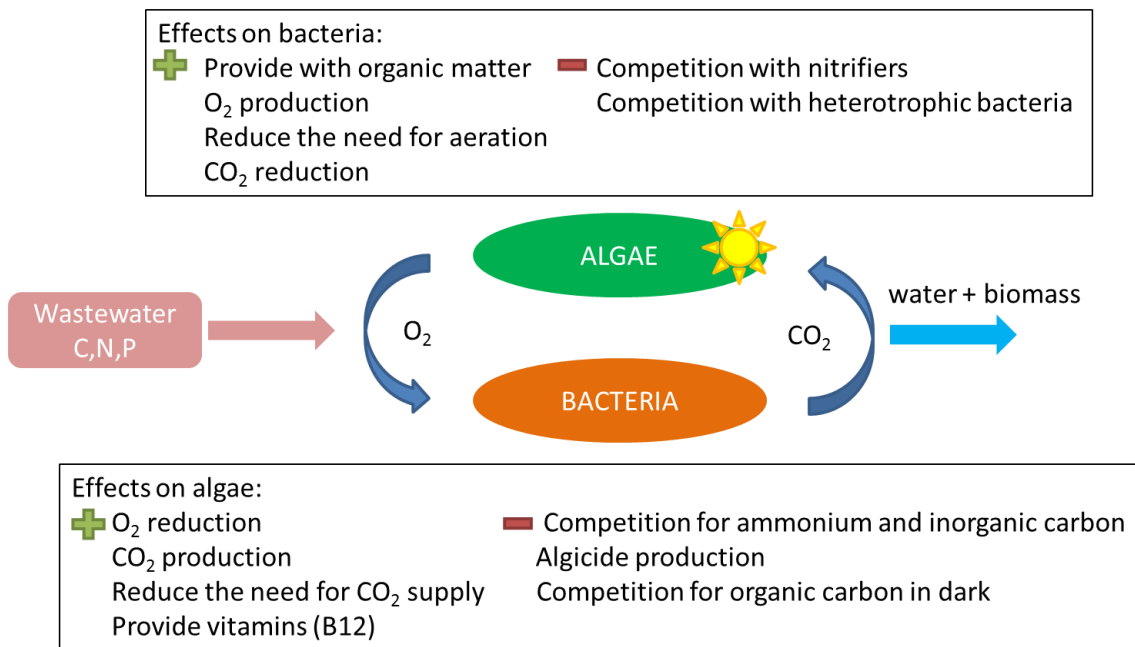 Effects on bacteria:
Provide with organic matter
O₂ production
Reduce the need for aeration
CO₂ reduction
Competition with nitrifiers
Competition with heterotrophic bacteria
ALGAE
Wastewater
C,N,P
O₂
CO₂
water + biomass
BACTERIA
Effects on algae:
O₂ reduction
CO₂ production
Reduce the need for CO₂ supply
Provide vitamins (B12)
Competition for ammonium and inorganic carbon
Algicide production
Competition for organic carbon in dark